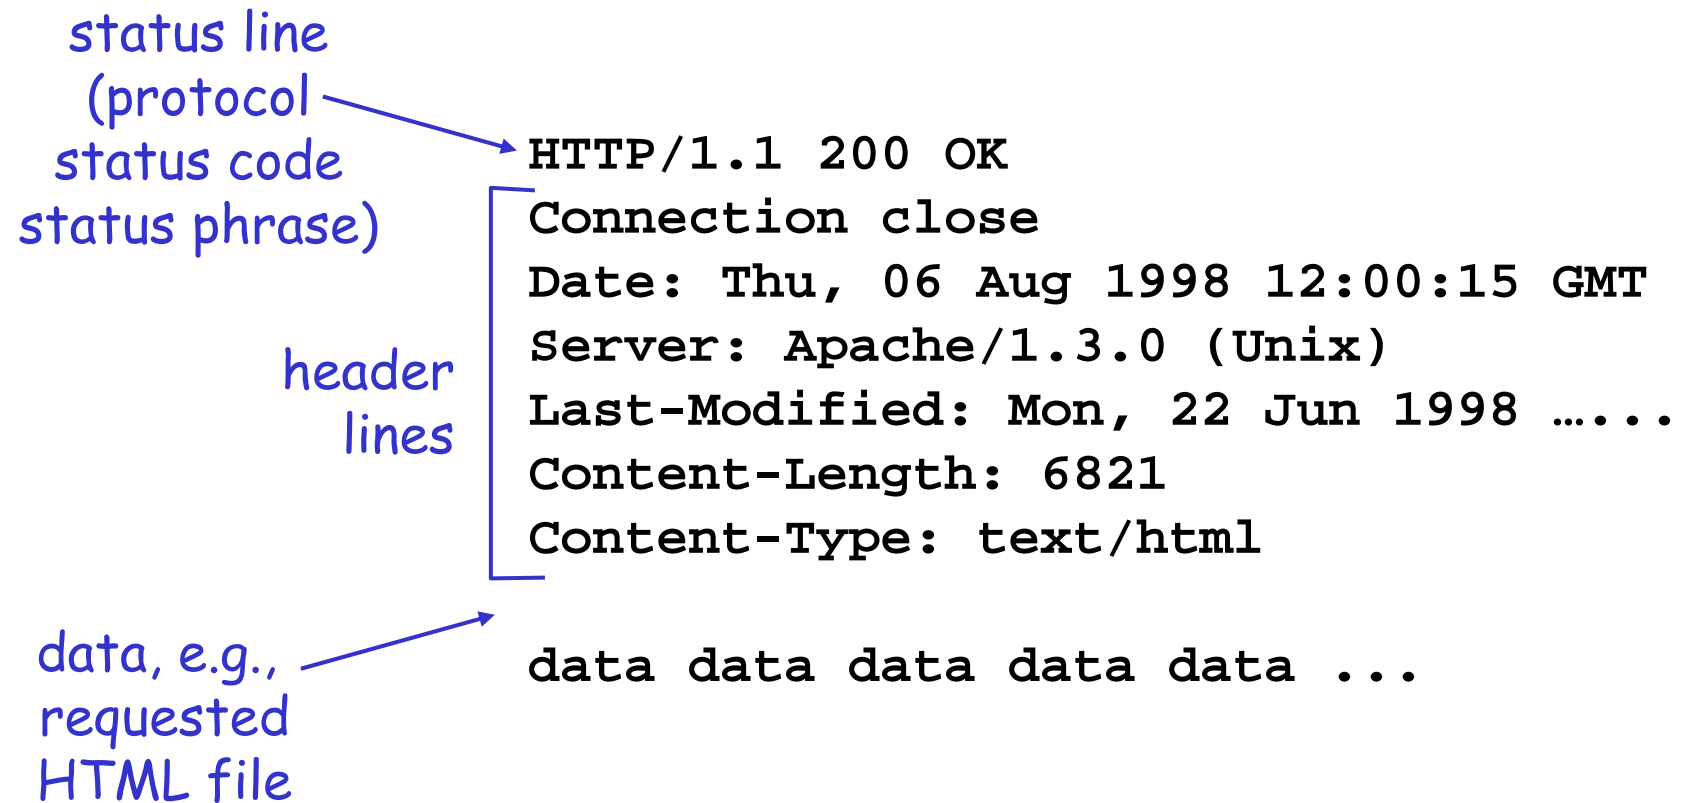 status line
(protocol
status code
status phrase)
HTTP/1.1 200 OK
Connection close
Date: Thu, 06 Aug 1998 12:00:15 GMT
Server: Apache/1.3.0 (Unix)
Last-Modified: Mon, 22 Jun 1998 …...
Content-Length: 6821
Content-Type: text/html
header
lines
data data data data data ...
data, e.g.,
requested
HTML file